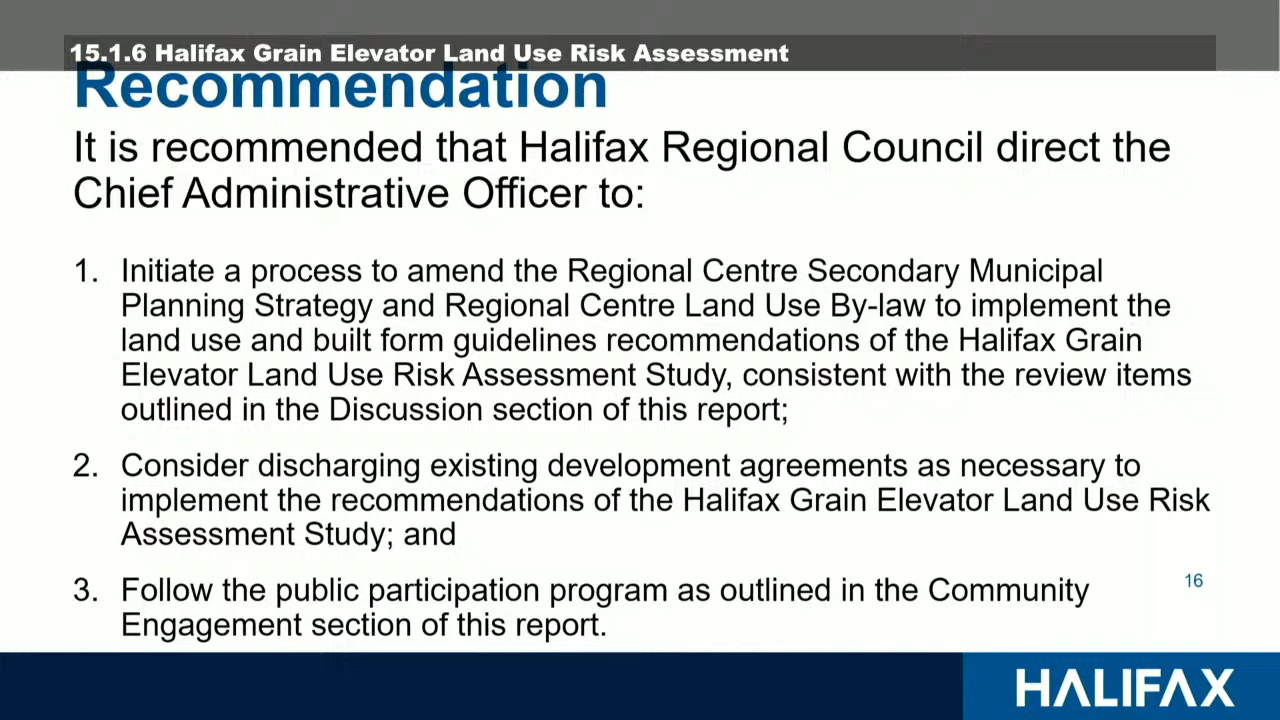 15.1.6 Halifax Grain Elevator Land Use Risk Assessment
Recommendation
It is recommended that Halifax Regional Council direct the
Chief Administrative Officer to:
1. Initiate a process to amend the Regional Centre Secondary Municipal
Planning Strategy and Regional Centre Land Use By-law to implement the
land use and built form guidelines recommendations of the Halifax Grain
Elevator Land Use Risk Assessment Study, consistent with the review items
outlined in the Discussion section of this report;
2. Consider discharging existing development agreements as necessary to
implement the recommendations of the Halifax Grain Elevator Land Use Risk
Assessment Study; and
3. Follow the public participation program as outlined in the Community
Engagement section of this report.
16
HALIFAX